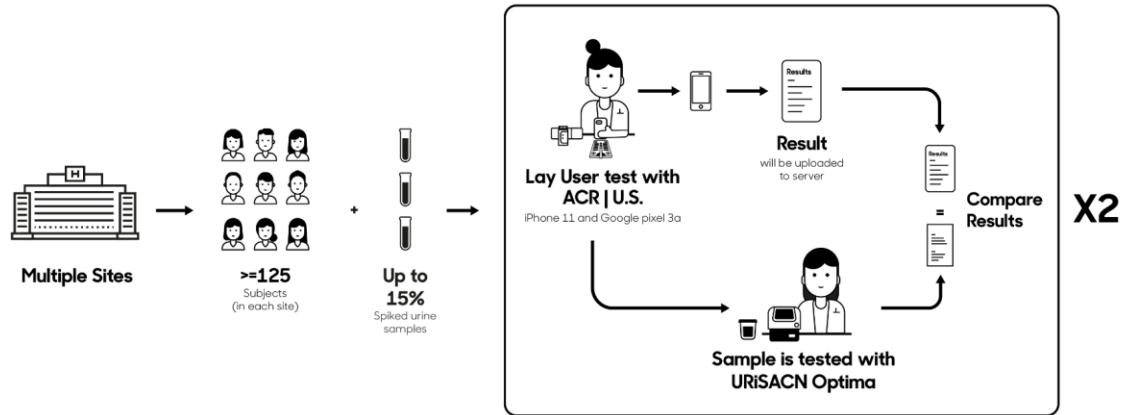 H
Multiple Sites
>=125
Subjects
(in each site)
+
Up to
15%
Spiked urine
samples
Lay User test with
ACR | U.S.
iPhone 11 and Google pixel 3a
Results
Result
will be uploaded
to server
Sample is tested with
URiSACN Optima
Results
=
Compare
Results
X2